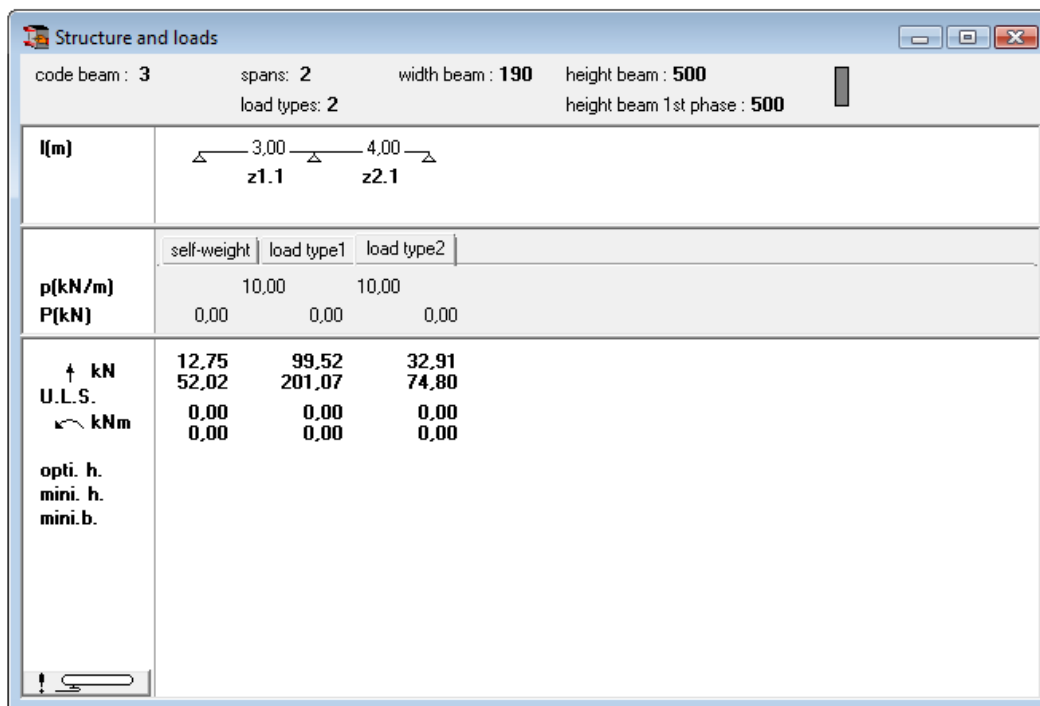 Structure and loads
code beam : 3 spans: 2 width beam : 190 height beam : 500
load types: 2 height beam 1st phase : 500
l(m) 3,00 4,00
z1.1 z2.1
self-weight load type1 load type2
p(kN/m) 10,00 10,00
P(kN) 0,00 0,00 0,00
kN 12,75 99,52 32,91
U.L.S. 52,02 201,07 74,80
kNm 0,00 0,00 0,00
0,00 0,00 0,00
opti. h.
mini. h.
mini.b.